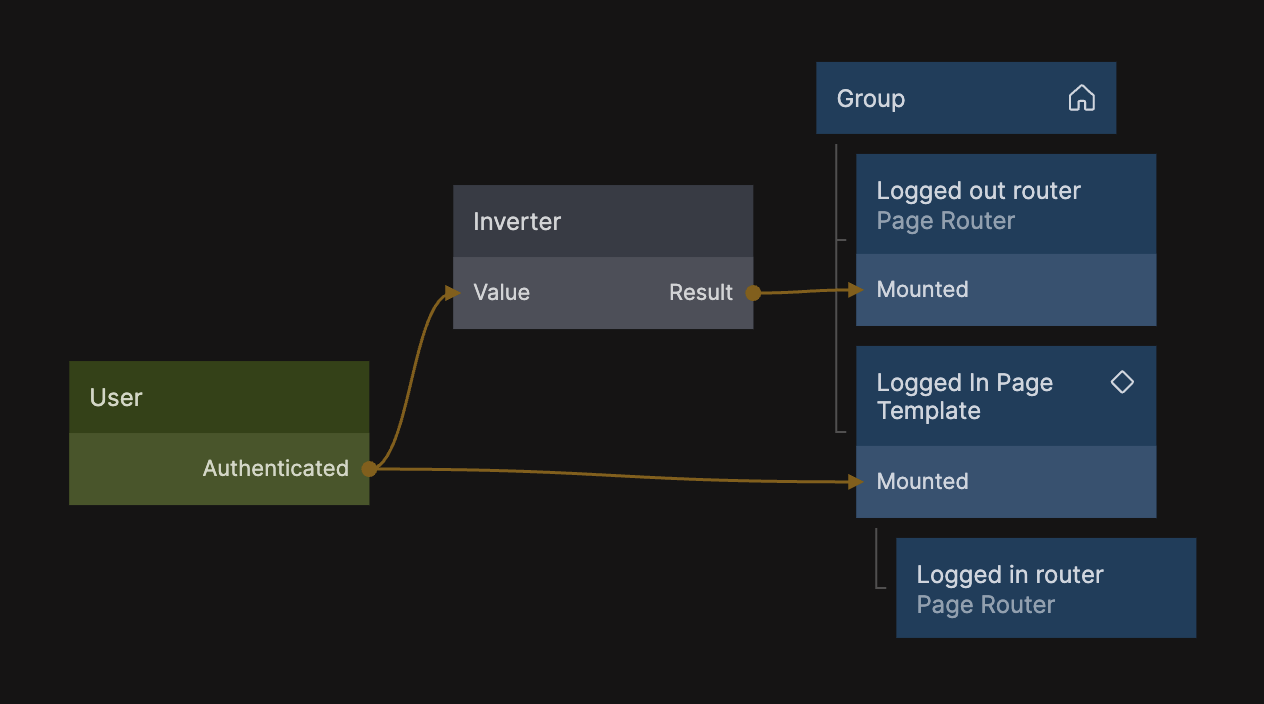 Group
Logged out router
Page Router
Mounted
Inverter
Value Result
User
Authenticated
Logged In Page
Template
Mounted
Logged in router
Page Router